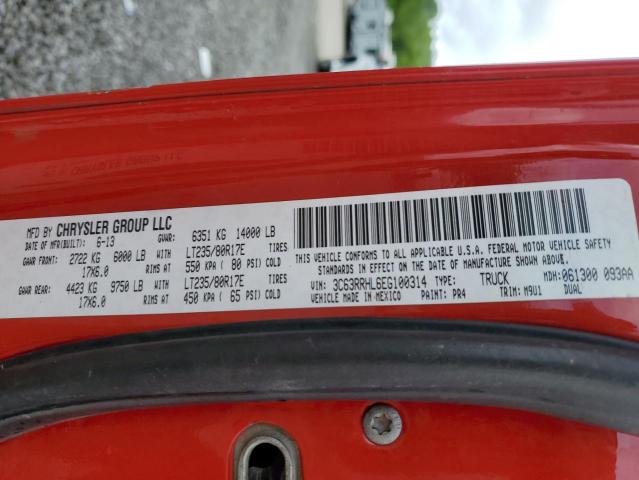 MFD BY CHRYSLER GROUP LLC
DATE OF MFR(BUILT): 6-13 GVWR: 6351 KG 14000 LB
GAWR FRONT: 2722 KG 6000 LB WITH LT235/80R17E TIRES
17X6.0 RIMS AT 550 KPA ( 80 PSI) COLD
GAWR REAR: 4423 KG 9750 LB WITH LT235/80R17E TIRES
17X6.0 RIMS AT 450 KPA ( 65 PSI) COLD
THIS VEHICLE CONFORMS TO ALL APPLICABLE U.S.A. FEDERAL MOTOR VEHICLE SAFETY
STANDARDS IN EFFECT ON THE DATE OF MANUFACTURE SHOWN ABOVE.
VIN: 3C63RRHL6EG100314 TYPE: TRUCK MDH:061300 093AA
MADE IN MEXICO PAINT: PR4 TRIM: M9U1 DUAL